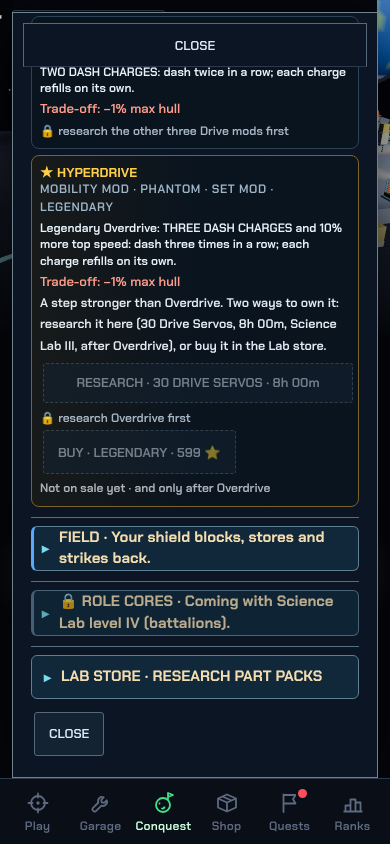 CLOSE
TWO DASH CHARGES: dash twice in a row; each charge
refills on its own.
Trade-off: −1% max hull
🔒 research the other three Drive mods first
★ HYPERDRIVE
MOBILITY MOD · PHANTOM · SET MOD ·
LEGENDARY
Legendary Overdrive: THREE DASH CHARGES and 10%
more top speed: dash three times in a row; each
charge refills on its own.
Trade-off: −1% max hull
A step stronger than Overdrive. Two ways to own it:
research it here (30 Drive Servos, 8h 00m, Science
Lab III, after Overdrive), or buy it in the Lab store.
RESEARCH · 30 DRIVE SERVOS · 8h 00m
🔒 research Overdrive first
BUY · LEGENDARY · 599 ⭐
Not on sale yet · and only after Overdrive
▸ FIELD · Your shield blocks, stores and
strikes back.
▸ 🔒 ROLE CORES · Coming with Science
Lab level IV (battalions).
▸ LAB STORE · RESEARCH PART PACKS
CLOSE
Play Garage Conquest Shop Quests Ranks